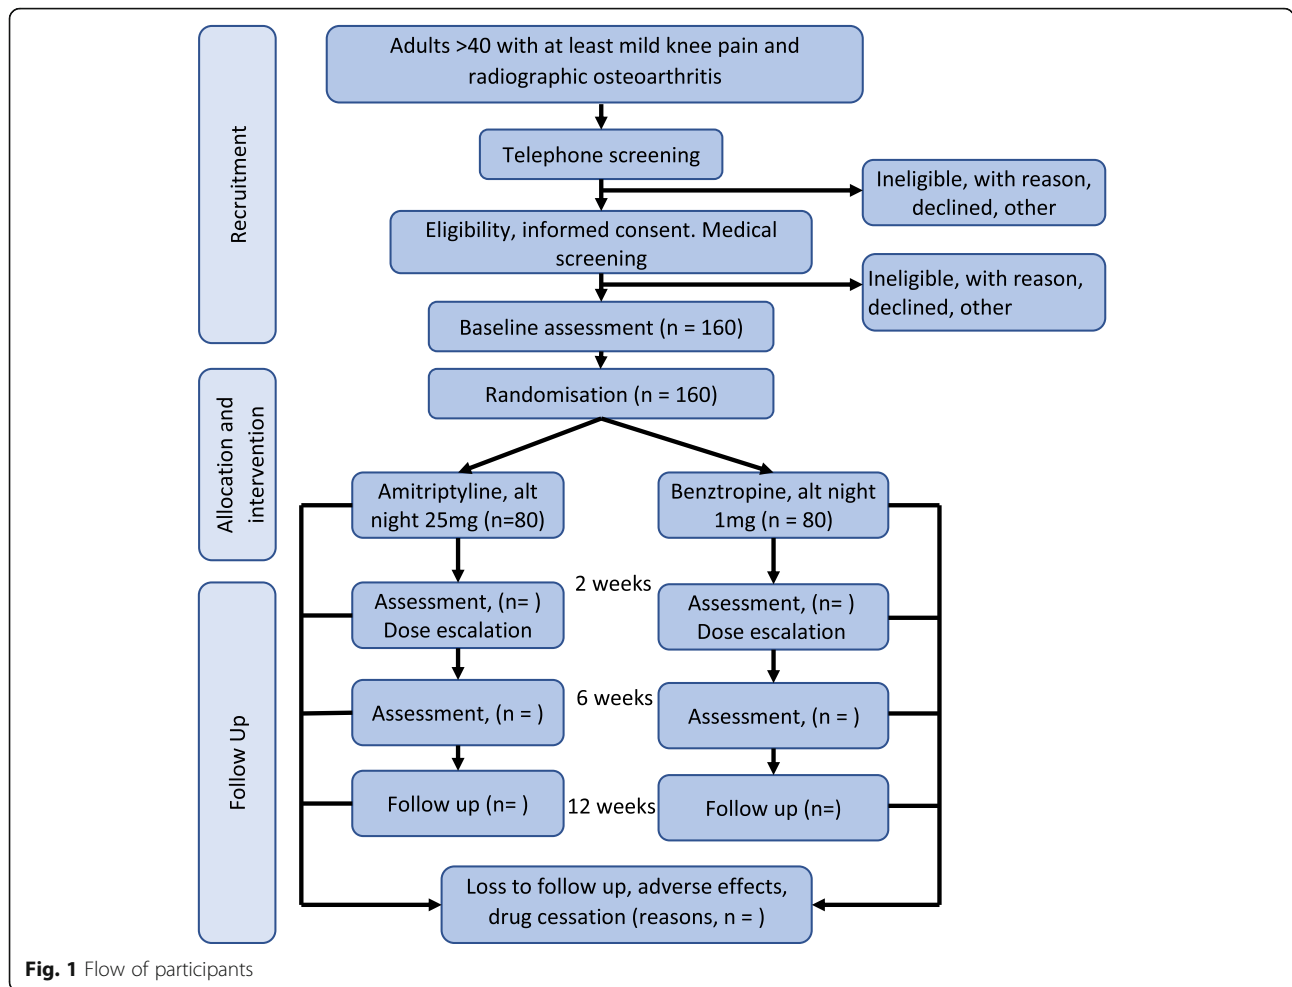 Recruitment
Adults >40 with at least mild knee pain and
radiographic osteoarthritis
Telephone screening
Ineligible, with reason,
declined, other
Eligibility, informed consent. Medical
screening
Ineligible, with reason,
declined, other
Baseline assessment (n = 160)
Allocation and
intervention
Randomisation (n = 160)
Amitriptyline, alt
night 25mg (n=80)
Benztropine, alt night
1mg (n = 80)
Follow Up
2 weeks
Assessment, (n= )
Dose escalation
Assessment, (n= )
Dose escalation
6 weeks
Assessment, (n = )
Assessment, (n = )
Follow up (n= )
12 weeks
Follow up (n=)
Loss to follow up, adverse effects,
drug cessation (reasons, n = )
Fig. 1 Flow of participants